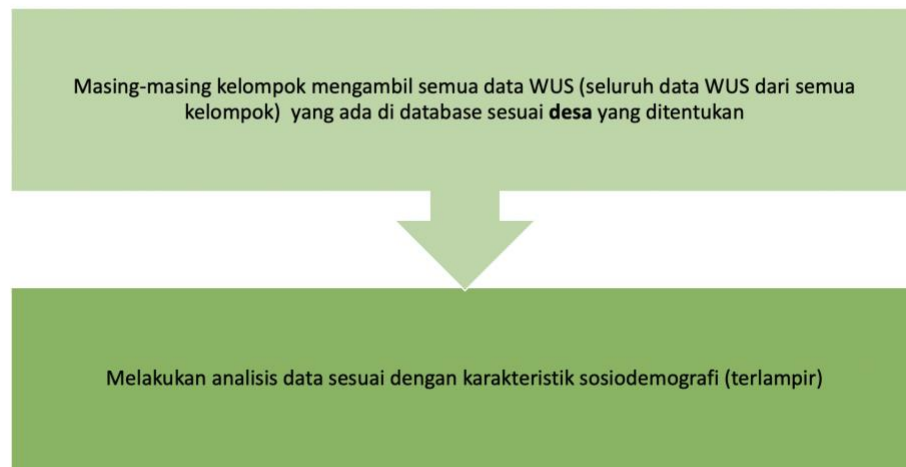 Masing-masing kelompok mengambil semua data WUS (seluruh data WUS dari semua
kelompok)  yang ada di database sesuai desa yang ditentukan
Melakukan analisis data sesuai dengan karakteristik sosiodemografi (terlampir)